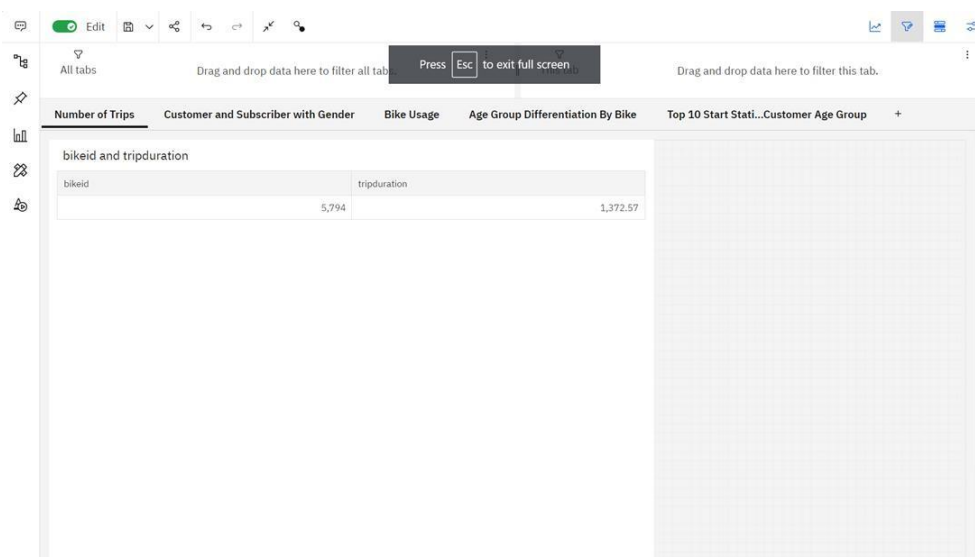 Edit
All tabs
Drag and drop data here to filter all tabs.
Press Esc to exit full screen
This tab
Drag and drop data here to filter this tab.
Number of Trips
Customer and Subscriber with Gender
Bike Usage
Age Group Differentiation By Bike
Top 10 Start Stati...Customer Age Group
+
bikeid and tripduration
bikeid tripduration
5,794 1,372.57